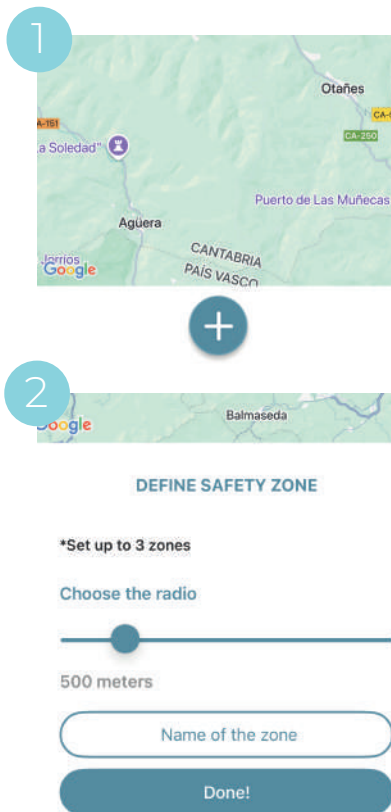 1
Otañes
CA-250
a Soledad"
Puerto de Las Muñecas
Agüera
CANTABRIA
PAÍS VASCO
Google
2
Google
Balmaseda
DEFINE SAFETY ZONE
*Set up to 3 zones
Choose the radio
500 meters
Name of the zone
Done!